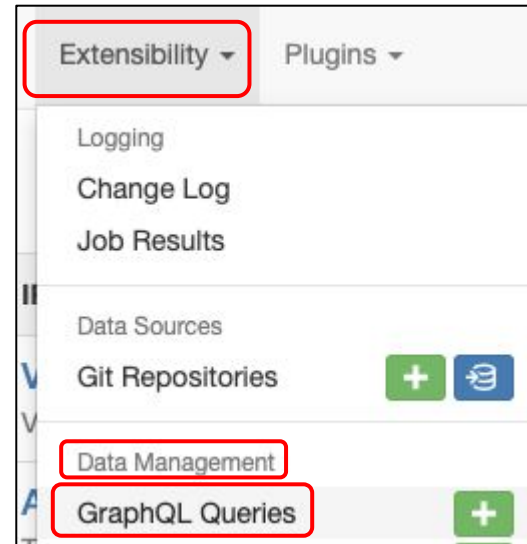 Extensibility Plugins
Logging
Change Log
Job Results
Data Sources
Git Repositories
Data Management
GraphQL Queries